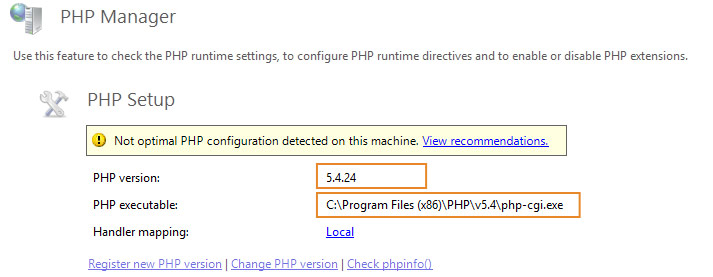 PHP Manager
Use this feature to check the PHP runtime settings, to configure PHP runtime directives and to enable or disable PHP extensions.
PHP Setup
Not optimal PHP configuration detected on this machine. View recommendations.
PHP version: 5.4.24
PHP executable: C:\Program Files (x86)\PHP\v5.4\php-cgi.exe
Handler mapping: Local
Register new PHP version | Change PHP version | Check phpinfo()